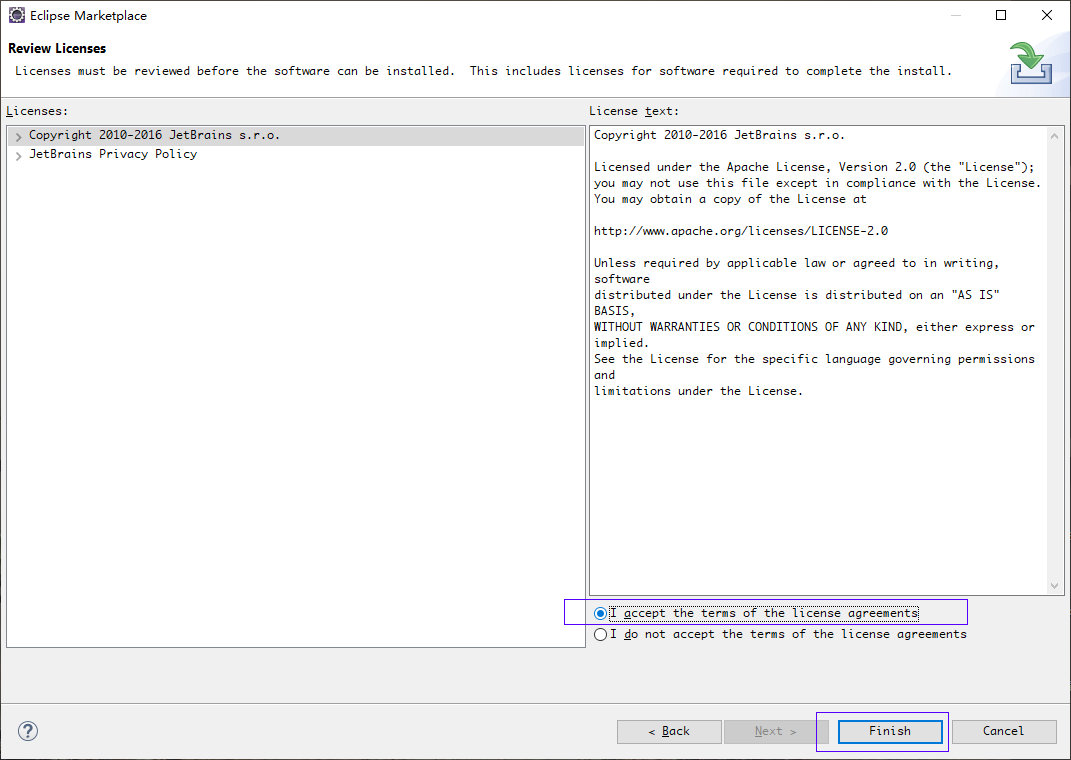 Eclipse Marketplace
Review Licenses
Licenses must be reviewed before the software can be installed.  This includes licenses for software required to complete the install.
Licenses:
Copyright 2010-2016 JetBrains s.r.o.
JetBrains Privacy Policy
License text:
Copyright 2010-2016 JetBrains s.r.o.
Licensed under the Apache License, Version 2.0 (the "License");
you may not use this file except in compliance with the License.
You may obtain a copy of the License at
http://www.apache.org/licenses/LICENSE-2.0
Unless required by applicable law or agreed to in writing,
software
distributed under the License is distributed on an "AS IS"
BASIS,
WITHOUT WARRANTIES OR CONDITIONS OF ANY KIND, either express or
implied.
See the License for the specific language governing permissions
and
limitations under the License.
I accept the terms of the license agreements
I do not accept the terms of the license agreements
?
< Back
Next >
Finish
Cancel